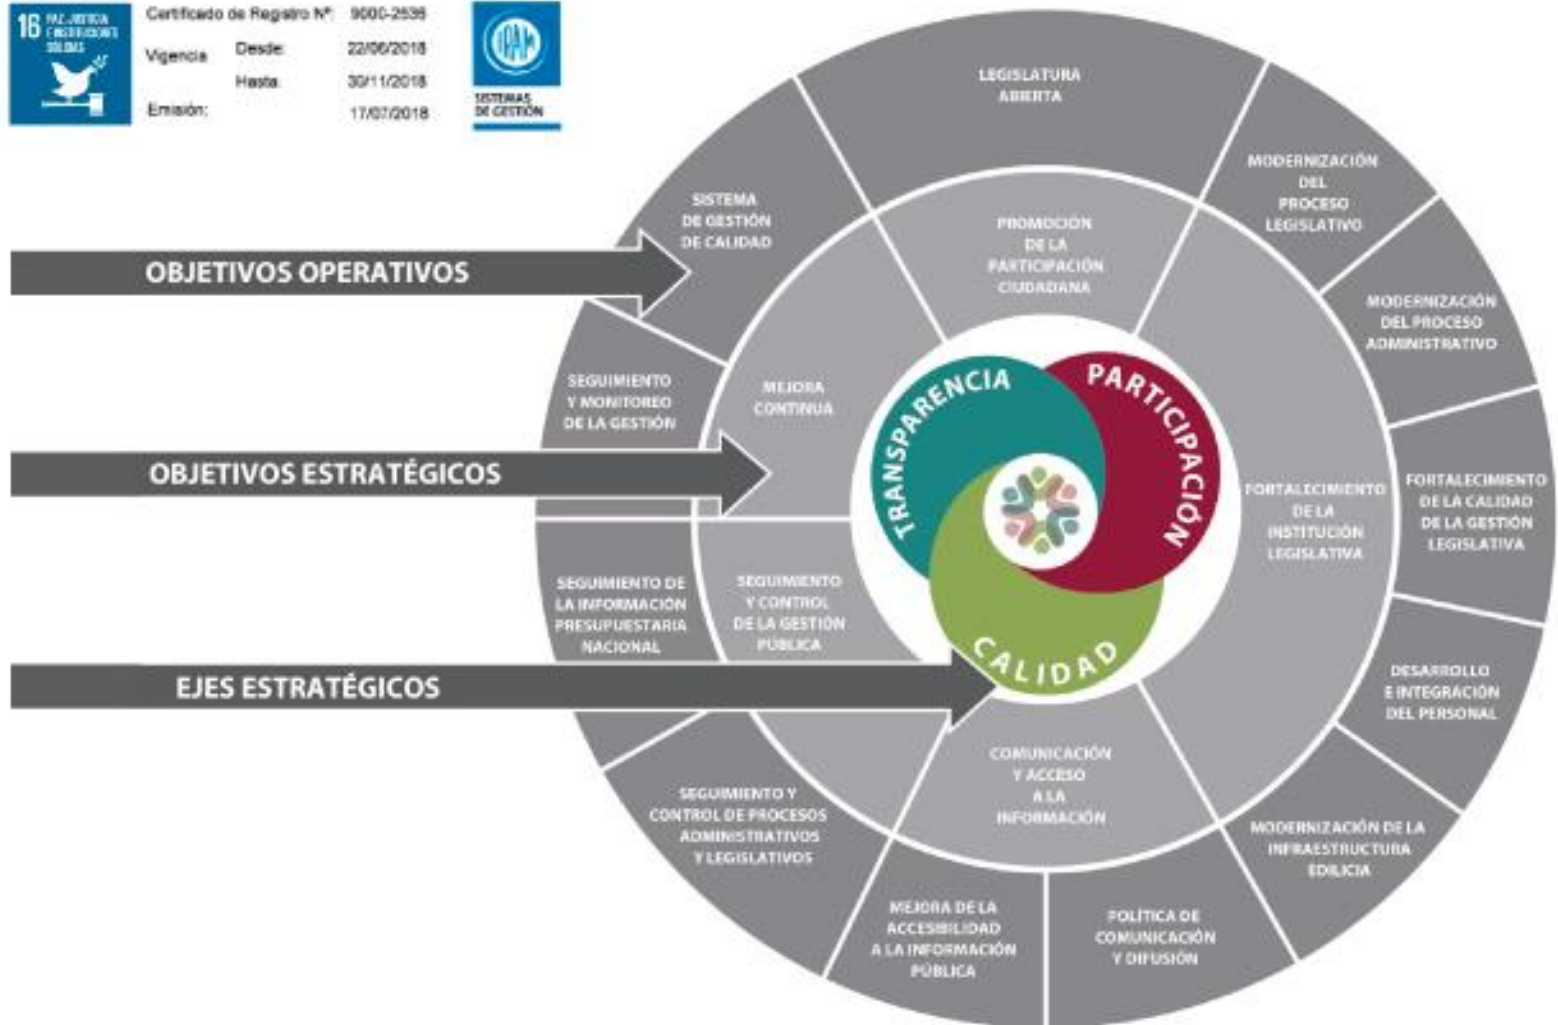 16 PAZ, JUSTICIA
E INSTITUCIONES
SÓLIDAS
Certificado de Registro Nº: 9000-2535
Vigencia Desde: 22/06/2018
Hasta: 30/11/2018
Emisión: 17/07/2018
IRAM
SISTEMAS
DE GESTIÓN
OBJETIVOS OPERATIVOS
OBJETIVOS ESTRATÉGICOS
EJES ESTRATÉGICOS
LEGISLATURA
ABIERTA
MODERNIZACIÓN
DEL
PROCESO
LEGISLATIVO
MODERNIZACIÓN
DEL PROCESO
ADMINISTRATIVO
FORTALECIMIENTO
DE LA CALIDAD
DE LA GESTIÓN
LEGISLATIVA
DESARROLLO
E INTEGRACIÓN
DEL PERSONAL
MODERNIZACIÓN DE LA
INFRAESTRUCTURA
EDILICIA
POLÍTICA DE
COMUNICACIÓN
Y DIFUSIÓN
MEJORA DE LA
ACCESIBILIDAD
A LA INFORMACIÓN
PÚBLICA
SEGUIMIENTO Y
CONTROL DE PROCESOS
ADMINISTRATIVOS
Y LEGISLATIVOS
SEGUIMIENTO DE
LA INFORMACIÓN
PRESUPUESTARIA
NACIONAL
SEGUIMIENTO
Y MONITOREO
DE LA GESTIÓN
SISTEMA
DE GESTIÓN
DE CALIDAD
PROMOCIÓN
DE LA
PARTICIPACIÓN
CIUDADANA
FORTALECIMIENTO
DE LA
INSTITUCIÓN
LEGISLATIVA
COMUNICACIÓN
Y ACCESO
A LA
INFORMACIÓN
SEGUIMIENTO
Y CONTROL
DE LA GESTIÓN
PÚBLICA
MEJORA
CONTINUA
TRANSPARENCIA
PARTICIPACIÓN
CALIDAD